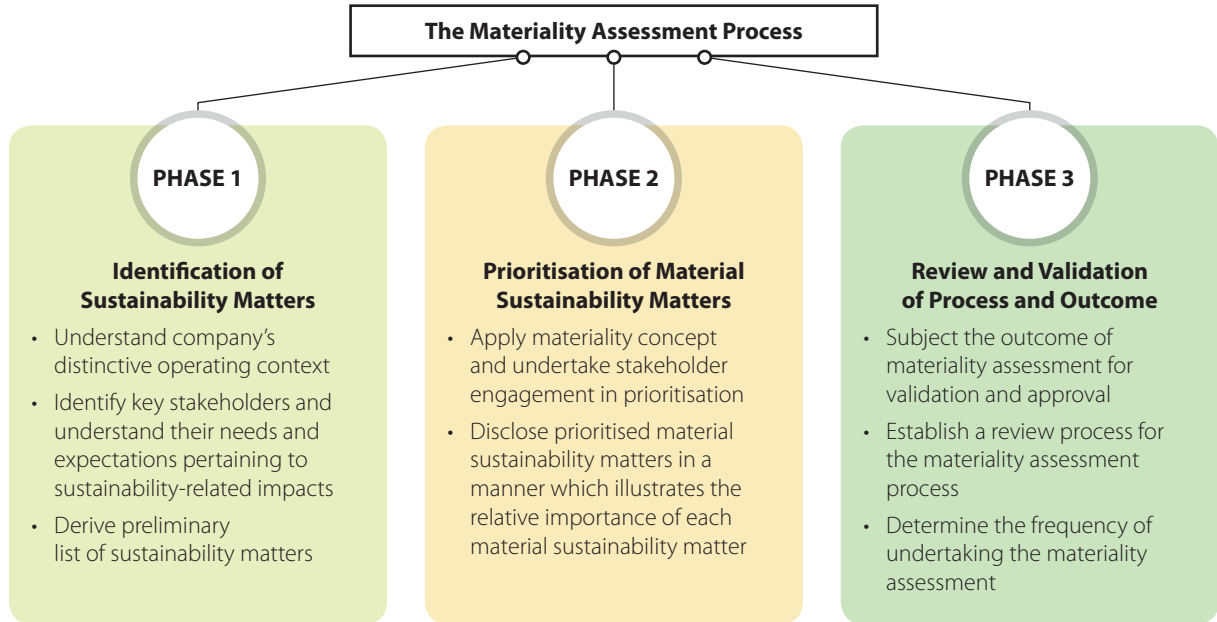 The Materiality Assessment Process
PHASE 1
Identification of
Sustainability Matters
• Understand company’s
distinctive operating context
• Identify key stakeholders and
understand their needs and
expectations pertaining to
sustainability-related impacts
• Derive preliminary
list of sustainability matters
PHASE 2
Prioritisation of Material
Sustainability Matters
• Apply materiality concept
and undertake stakeholder
engagement in prioritisation
• Disclose prioritised material
sustainability matters in a
manner which illustrates the
relative importance of each
material sustainability matter
PHASE 3
Review and Validation
of Process and Outcome
• Subject the outcome of
materiality assessment for
validation and approval
• Establish a review process for
the materiality assessment
process
• Determine the frequency of
undertaking the materiality
assessment